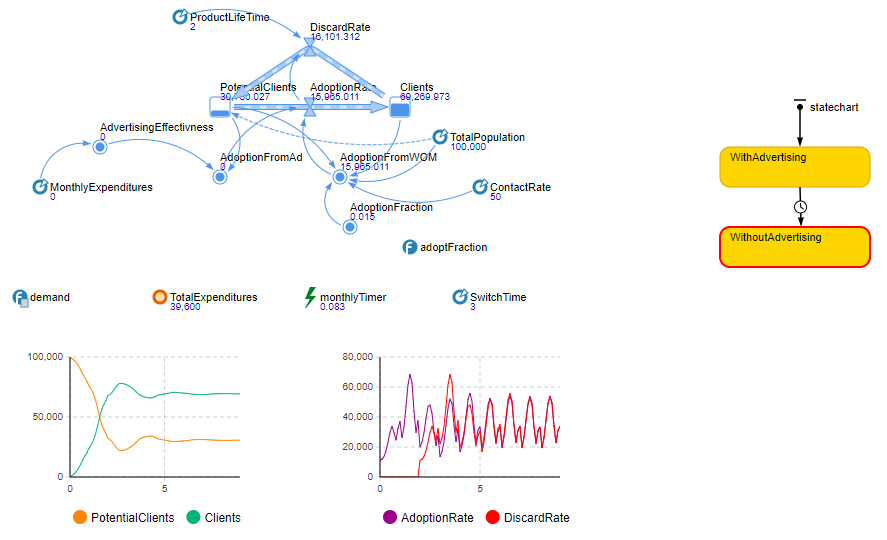 ProductLifeTime
2
DiscardRate
16,101.312
PotentialClients
30,730.027
AdoptionRate
15,965.011
Clients
69,269.973
AdvertisingEffectivness
0
TotalPopulation
100,000
AdoptionFromAd
0
AdoptionFromWOM
15,965.011
MonthlyExpenditures
0
ContactRate
50
AdoptionFraction
0.015
adoptFraction
statechart
WithAdvertising
WithoutAdvertising
demand
TotalExpenditures
39,600
monthlyTimer
0.083
SwitchTime
3
100,000
50,000
0
0
5
PotentialClients
Clients
80,000
60,000
40,000
20,000
0
0
5
AdoptionRate
DiscardRate